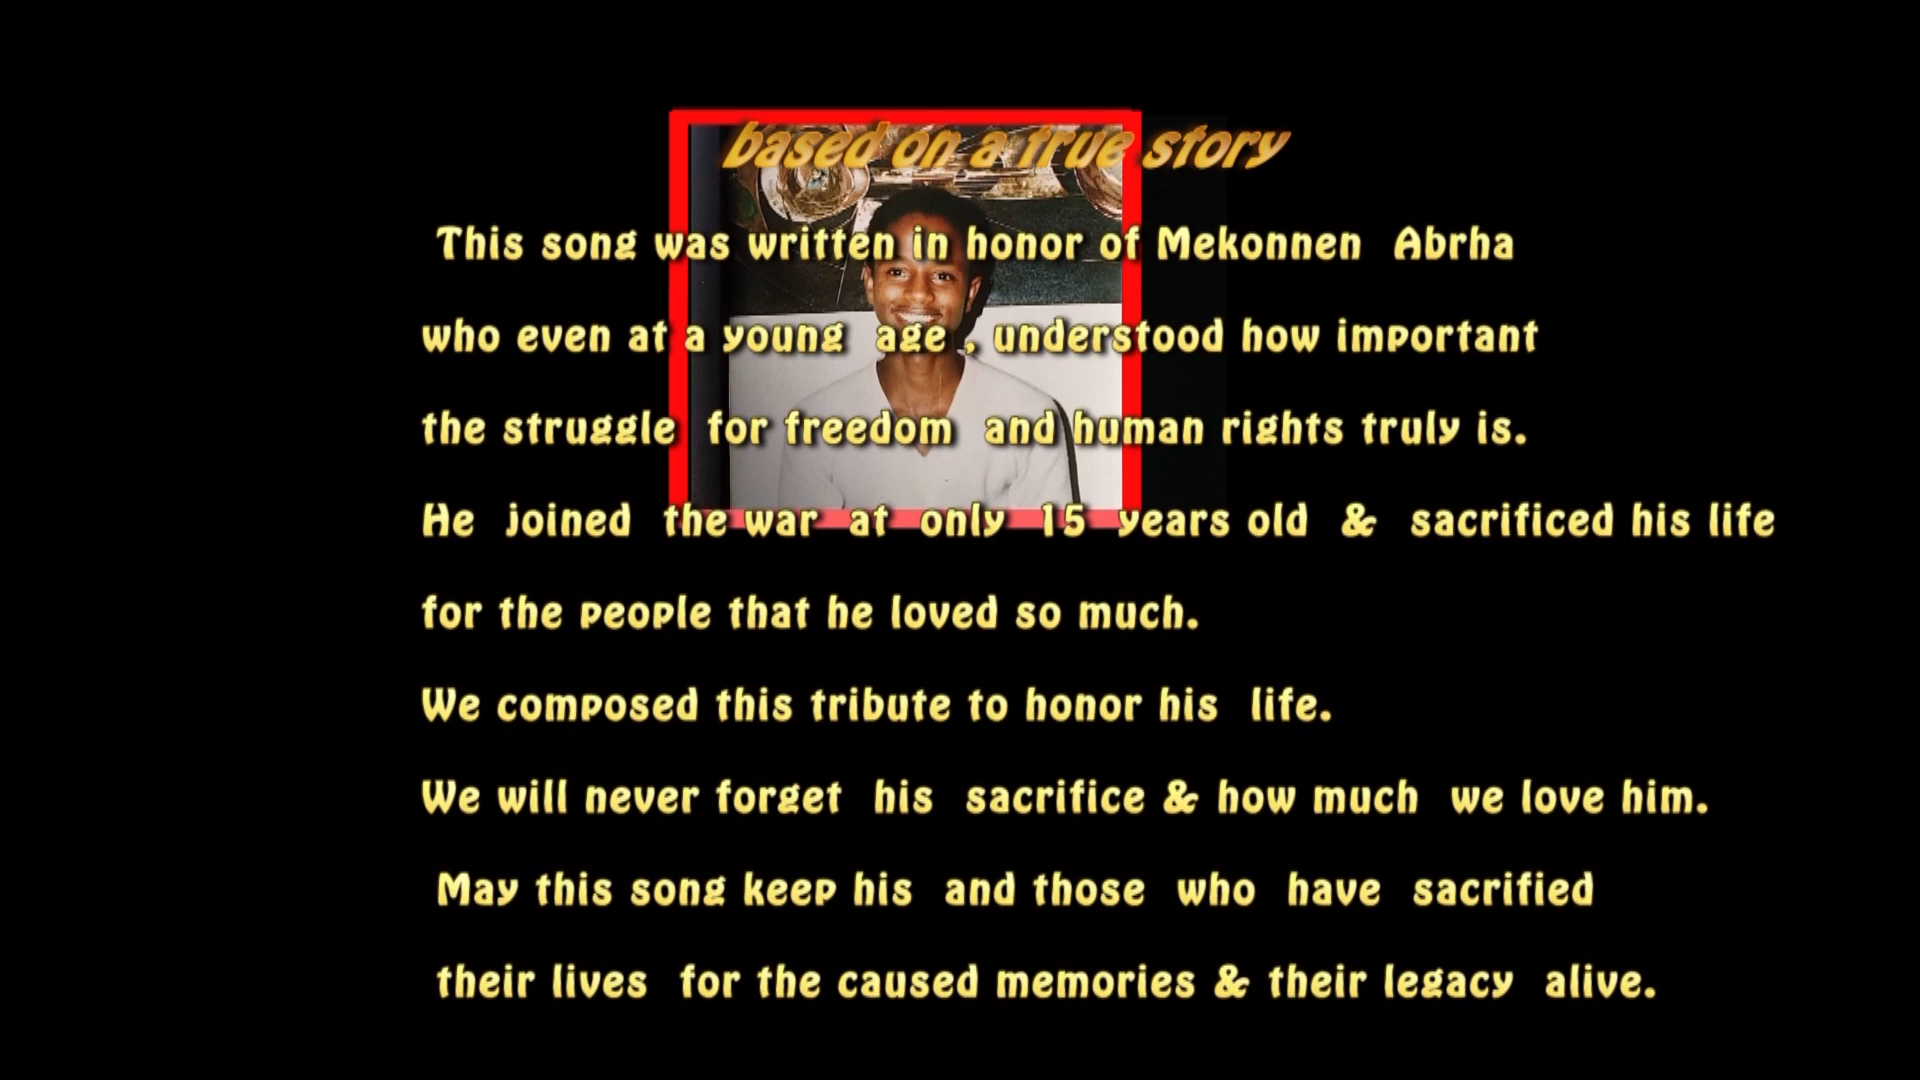 based on a true story
This song was written in honor of Mekonnen Abrha
who even at a young age , understood how important
the struggle for freedom and human rights truly is.
He joined the war at only 15 years old & sacrificed his life
for the people that he loved so much.
We composed this tribute to honor his life.
We will never forget his sacrifice & how much we love him.
May this song keep his and those who have sacrified
their lives for the caused memories & their legacy alive.